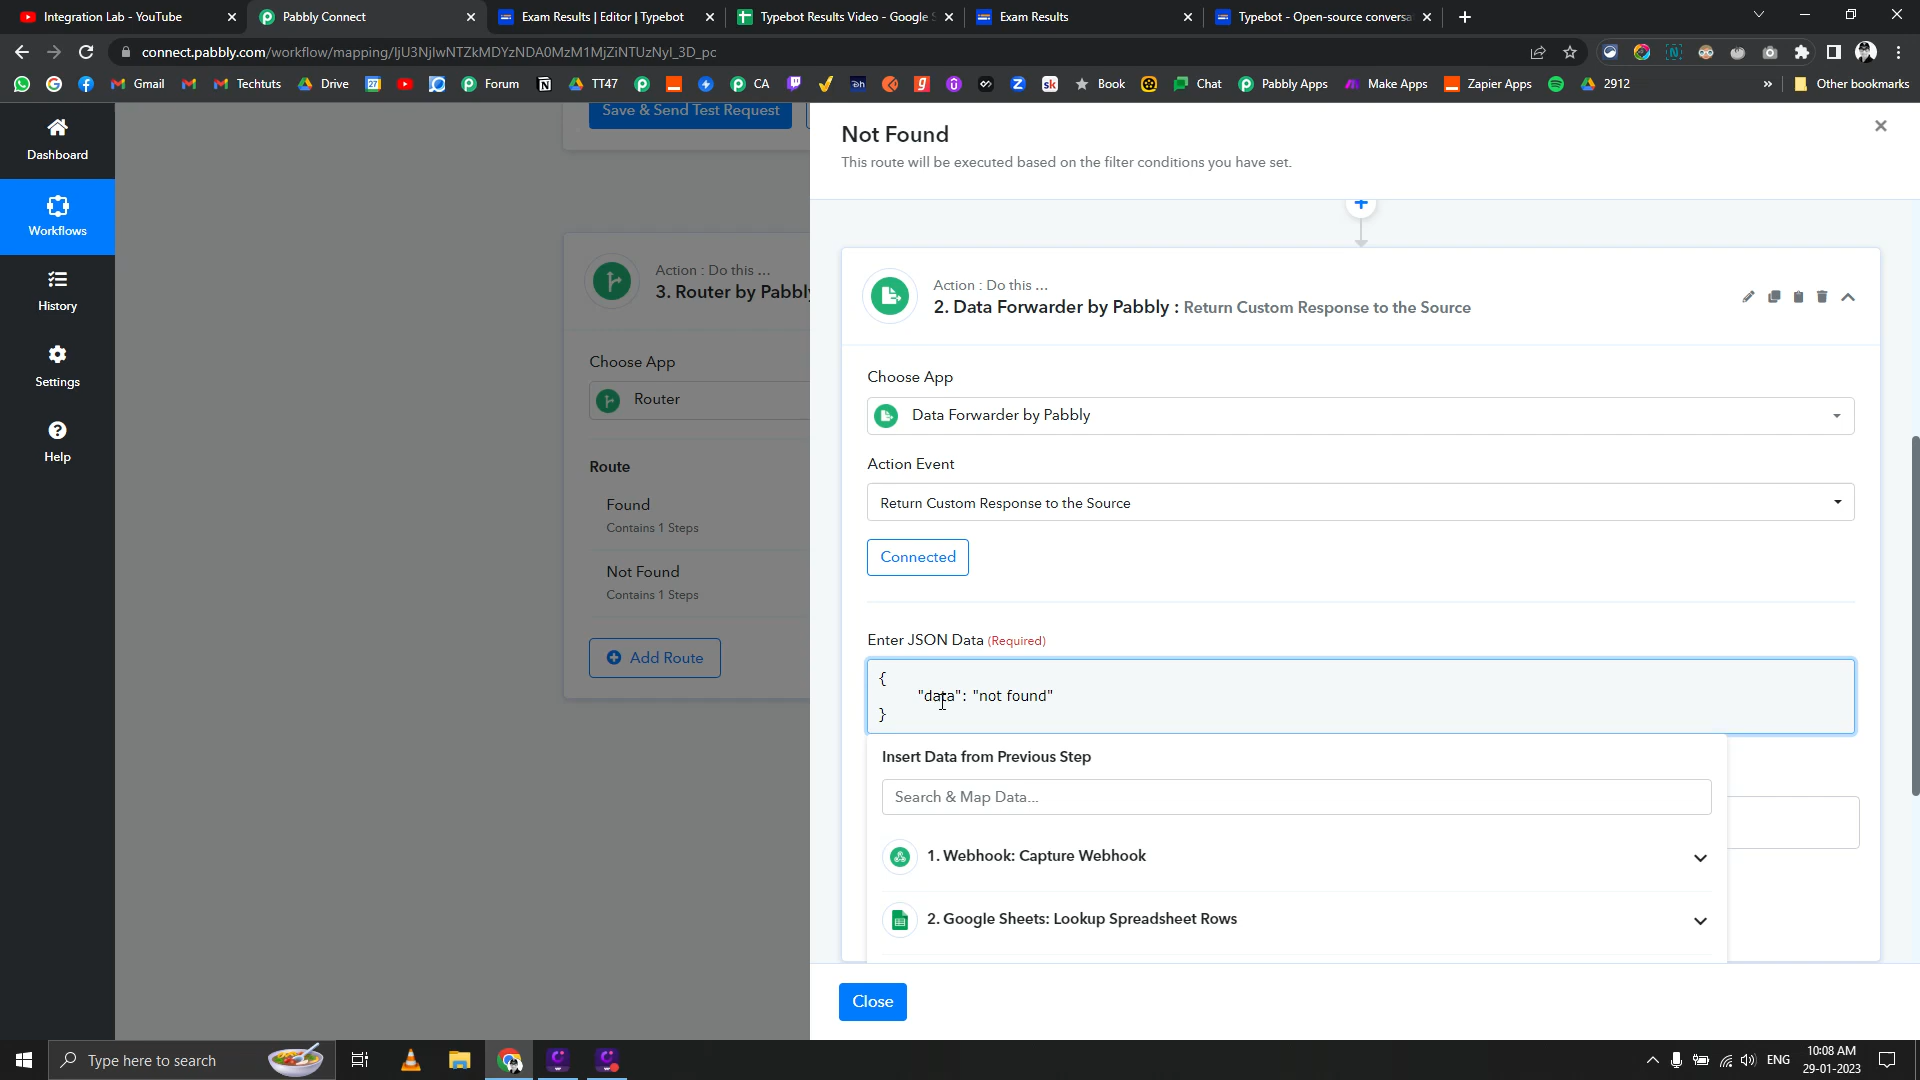 Integration Lab - YouTube
Pabbly Connect
Exam Results | Editor | Typebot
Typebot Results Video - Google S
Exam Results
Typebot - Open-source conversa
connect.pabbly.com/workflow/mapping/IjU3NjIwNTZkMDYzNDA0MzM1MjZiNTUzNyI_3D_pc
Gmail
Techtuts
Drive
Forum
TT47
CA
Book
Chat
Pabbly Apps
Make Apps
Zapier Apps
2912
Other bookmarks
Dashboard
Workflows
History
Settings
Help
Save & Send Test Request
Action : Do this ...
3. Router by Pabbly
Choose App
Router
Route
Found
Contains 1 Steps
Not Found
Contains 1 Steps
Add Route
Not Found
This route will be executed based on the filter conditions you have set.
Action : Do this ...
2. Data Forwarder by Pabbly : Return Custom Response to the Source
Choose App
Data Forwarder by Pabbly
Action Event
Return Custom Response to the Source
Connected
Enter JSON Data (Required)
{
"data": "not found"
}
Insert Data from Previous Step
Search & Map Data...
1. Webhook: Capture Webhook
2. Google Sheets: Lookup Spreadsheet Rows
Close
Type here to search
ENG
10:08 AM
29-01-2023